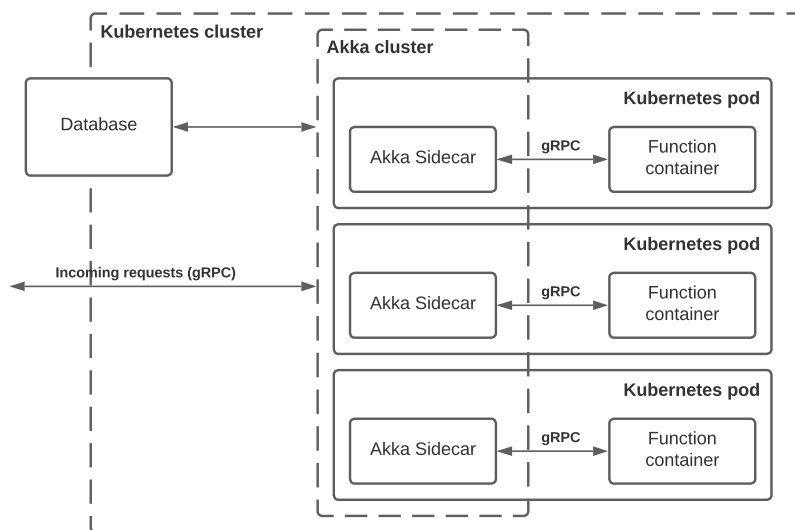 Kubernetes cluster
Akka cluster
Database
Kubernetes pod
Akka Sidecar
gRPC
Function
container
Incoming requests (gRPC)
Kubernetes pod
Akka Sidecar
gRPC
Function
container
Kubernetes pod
Akka Sidecar
gRPC
Function
container